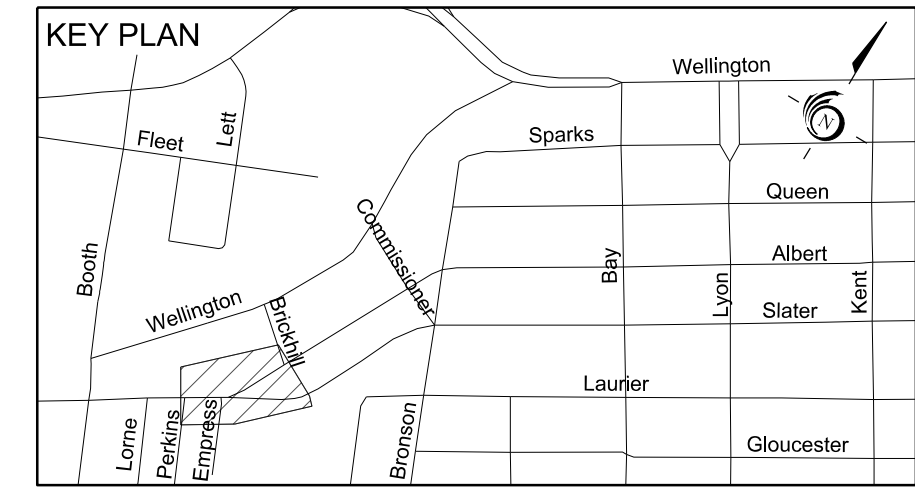 KEY PLAN
Wellington
N
Lett
Fleet
Sparks
Queen
Commissioner
Booth
Bay
Albert
Lyon
Kent
Wellington
Brickhill
Slater
Laurier
Lorne
Perkins
Empress
Bronson
Gloucester